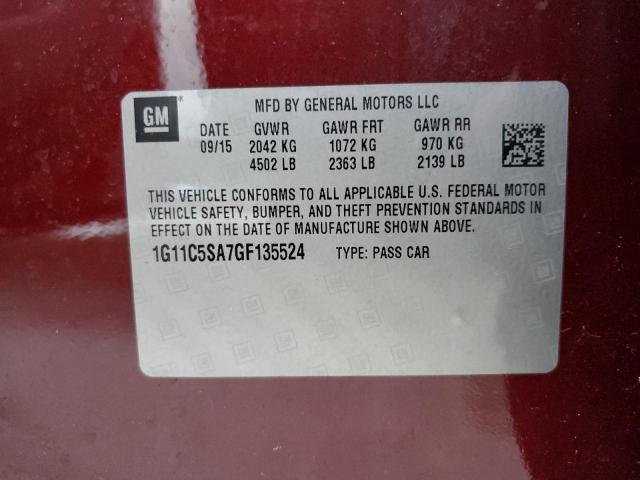 GM
MFD BY GENERAL MOTORS LLC
DATE GVWR GAWR FRT GAWR RR
09/15 2042 KG 1072 KG 970 KG
4502 LB 2363 LB 2139 LB
THIS VEHICLE CONFORMS TO ALL APPLICABLE U.S. FEDERAL MOTOR
VEHICLE SAFETY, BUMPER, AND THEFT PREVENTION STANDARDS IN
EFFECT ON THE DATE OF MANUFACTURE SHOWN ABOVE.
1G11C5SA7GF135524 TYPE: PASS CAR